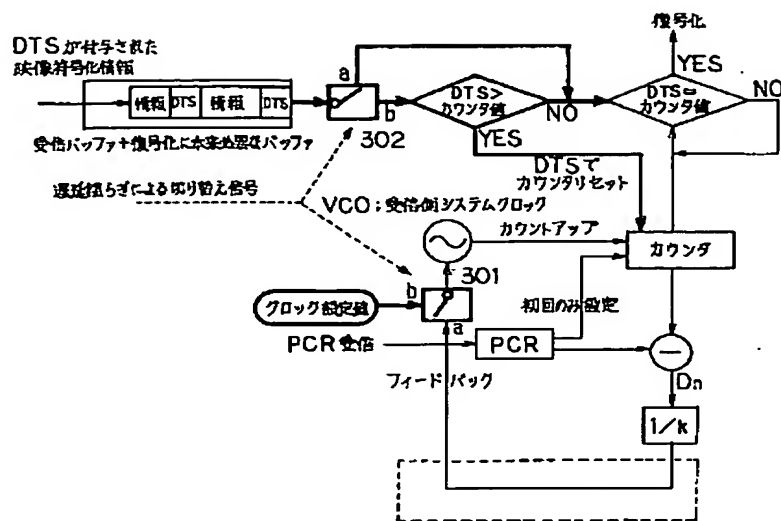 DTSが付与された
映像符号化情報
情報 DTS 情報 DTS
受信バッファ+復号化に本来必要なバッファ
a
b
302
DTS>
カウンタ値
NO
YES
DTS=
カウンタ値
YES
NO
復号化
DTSで
カウンタリセット
遅延揺らぎによる切り替え信号
VCO;受信側システムクロック
カウントアップ
カウンタ
301
b
a
クロック設定値
初回のみ設定
PCR受信
PCR
フィードバック
−
Dn
1/k